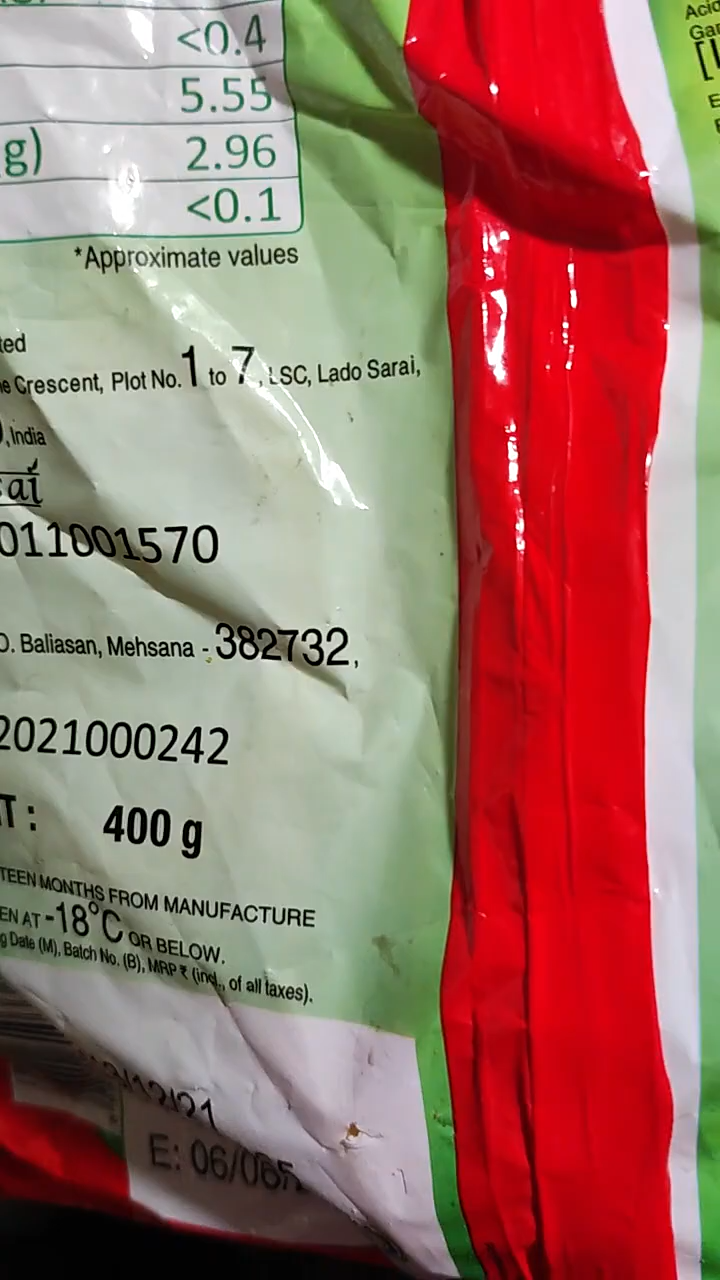 <0.4
5.55
g) 2.96
<0.1
*Approximate values
ted
e Crescent, Plot No. 1 to 7, LSC, Lado Sarai,
, India
011001570
O. Baliasan, Mehsana - 382732,
2021000242
T : 400 g
TEEN MONTHS FROM MANUFACTURE
EN AT -18°C OR BELOW.
g Date (M), Batch No. (B), MRP ₹ (incl., of all taxes).
E: 06/06
Acid
Gar